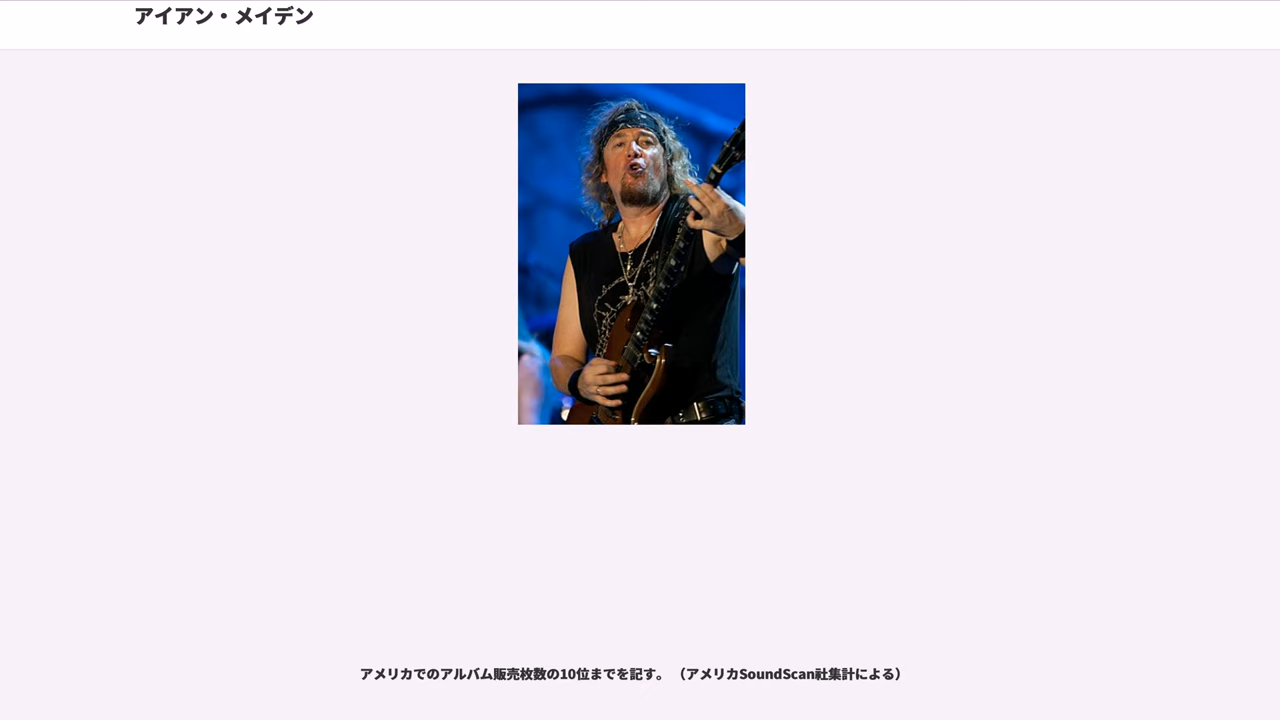 アイアン・メイデン
アメリカでのアルバム販売枚数の10位までを記す。 （アメリカSoundScan社集計による）